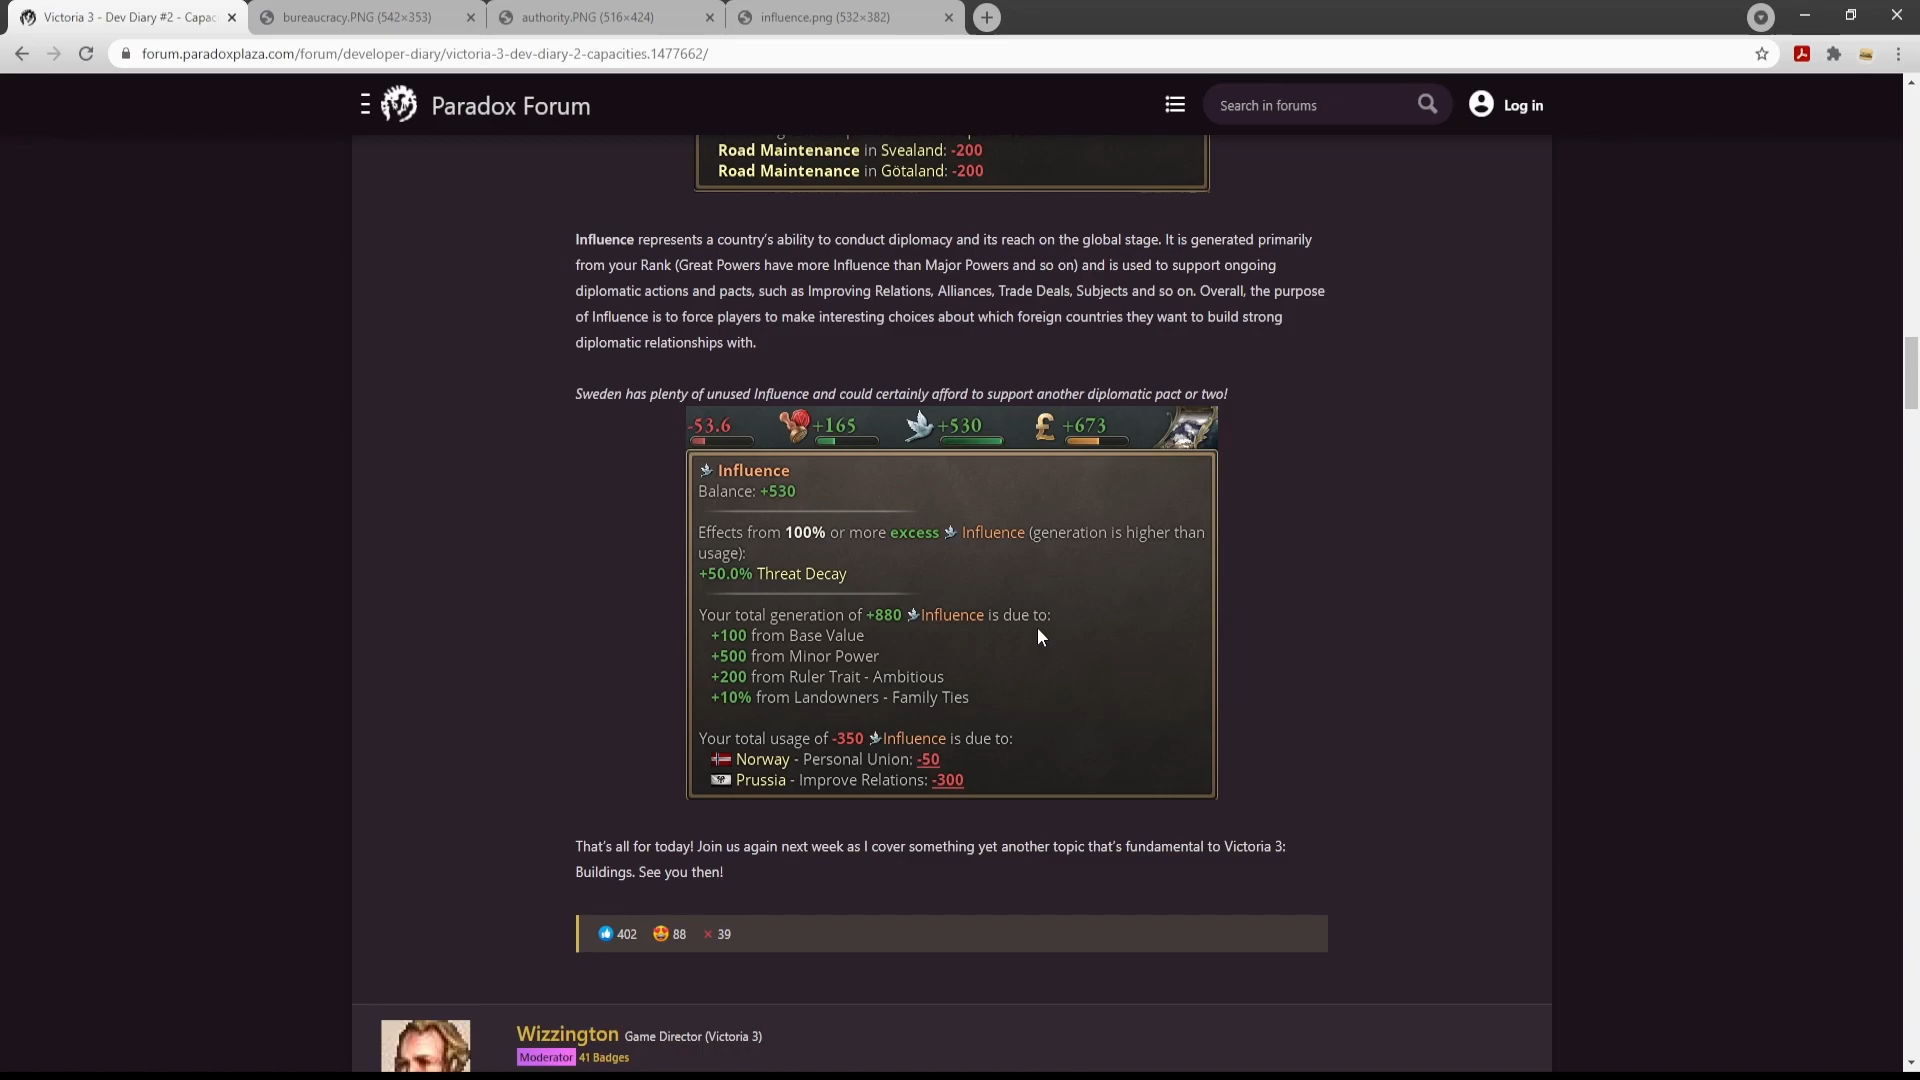 Victoria 3 - Dev Diary #2 - Capac
bureaucracy.PNG (542×353)
authority.PNG (516×424)
influence.png (532×382)
forum.paradoxplaza.com/forum/developer-diary/victoria-3-dev-diary-2-capacities.1477662/
Paradox Forum
Search in forums
Log in
Road Maintenance in Svealand: -200
Road Maintenance in Götaland: -200
Influence represents a country's ability to conduct diplomacy and its reach on the global stage. It is generated primarily
from your Rank (Great Powers have more Influence than Major Powers and so on) and is used to support ongoing
diplomatic actions and pacts, such as Improving Relations, Alliances, Trade Deals, Subjects and so on. Overall, the purpose
of Influence is to force players to make interesting choices about which foreign countries they want to build strong
diplomatic relationships with.
Sweden has plenty of unused Influence and could certainly afford to support another diplomatic pact or two!
-53.6 +165 +530 £ +673
Influence
Balance: +530
Effects from 100% or more excess Influence (generation is higher than
usage):
+50.0% Threat Decay
Your total generation of +880 Influence is due to:
+100 from Base Value
+500 from Minor Power
+200 from Ruler Trait - Ambitious
+10% from Landowners - Family Ties
Your total usage of -350 Influence is due to:
Norway - Personal Union: -50
Prussia - Improve Relations: -300
That's all for today! Join us again next week as I cover something yet another topic that's fundamental to Victoria 3:
Buildings. See you then!
402 88 39
Wizzington Game Director (Victoria 3)
Moderator 41 Badges